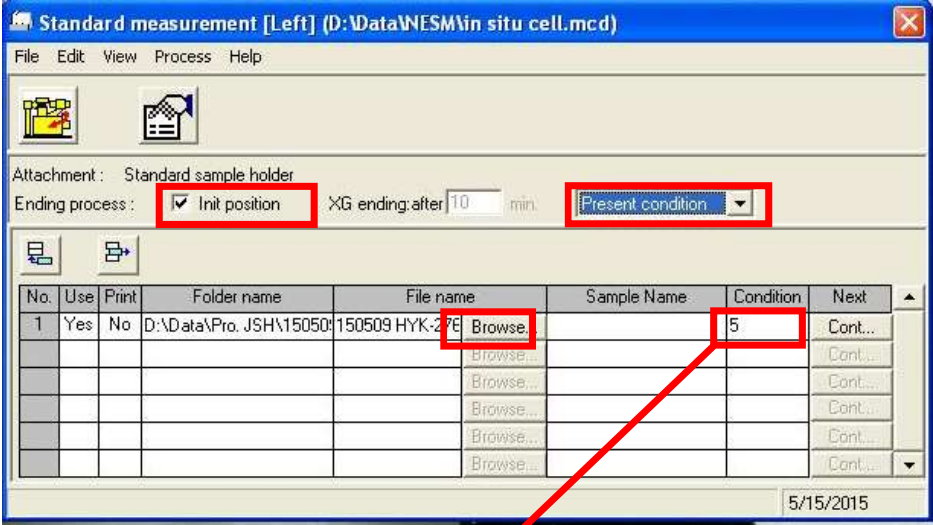 Standard measurement [Left] (D:\Data\NESM\in situ cell.mcd)
File Edit View Process Help
Attachment : Standard sample holder
Ending process : Init position XG ending:after 10 min. Present condition
No. Use Print Folder name File name Sample Name Condition Next
1 Yes No D:\Data\Pro. JSH\15050 150509 HYK-27 Browse... 5 Cont...
Browse... Cont...
Browse... Cont...
Browse... Cont...
Browse... Cont...
Browse... Cont...
5/15/2015